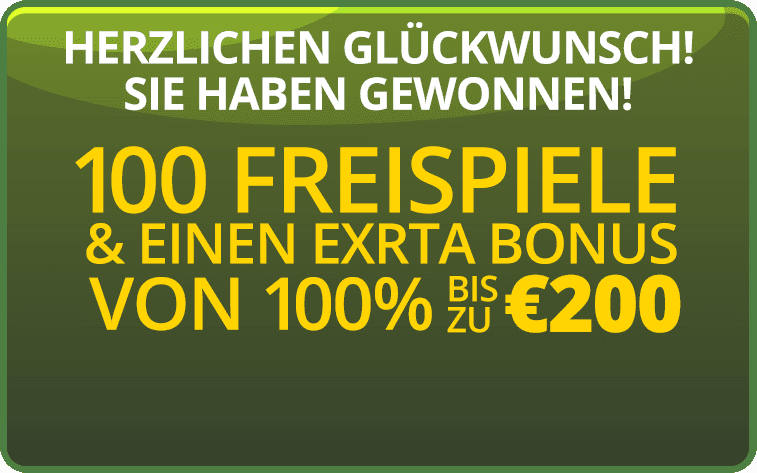 HERZLICHEN GLÜCKWUNSCH!
SIE HABEN GEWONNEN!
100 FREISPIELE
& EINEN EXRTA BONUS
VON 100% BIS ZU €200